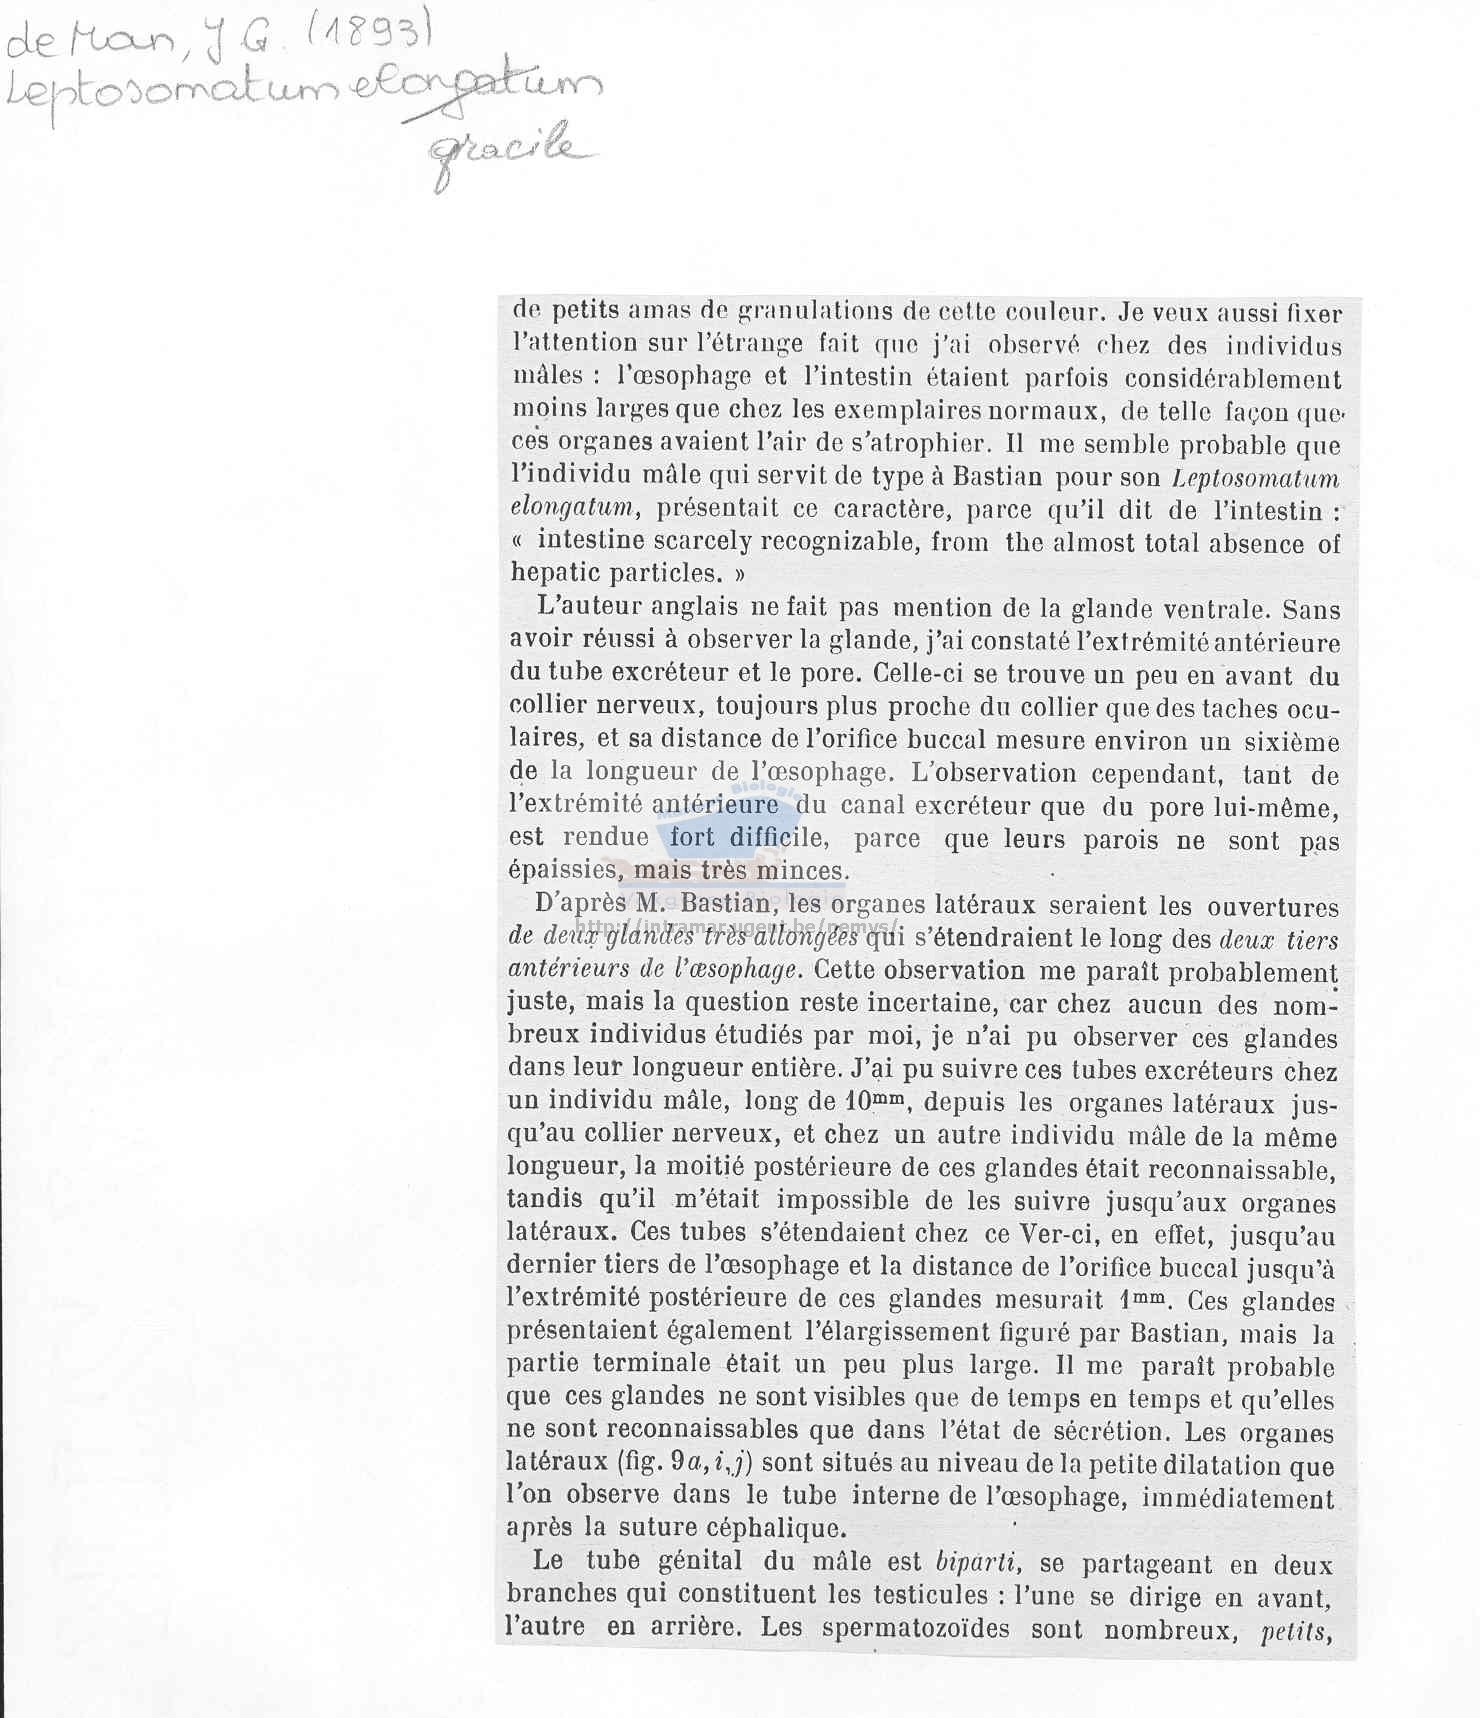 de Man, J G. (1893)
Leptosomatum elongatum
gracile
de petits amas de granulations de cette couleur. Je veux aussi fixer
l'attention sur l'étrange fait que j'ai observé chez des individus
mâles : l'œsophage et l'intestin étaient parfois considérablement
moins larges que chez les exemplaires normaux, de telle façon que
ces organes avaient l'air de s'atrophier. Il me semble probable que
l'individu mâle qui servit de type à Bastian pour son Leptosomatum
elongatum, présentait ce caractère, parce qu'il dit de l'intestin :
« intestine scarcely recognizable, from the almost total absence of
hepatic particles. »
L'auteur anglais ne fait pas mention de la glande ventrale. Sans
avoir réussi à observer la glande, j'ai constaté l'extrémité antérieure
du tube excréteur et le pore. Celle-ci se trouve un peu en avant du
collier nerveux, toujours plus proche du collier que des taches ocu-
laires, et sa distance de l'orifice buccal mesure environ un sixième
de la longueur de l'œsophage. L'observation cependant, tant de
l'extrémité antérieure du canal excréteur que du pore lui-même,
est rendue fort difficile, parce que leurs parois ne sont pas
épaissies, mais très minces.
D'après M. Bastian, les organes latéraux seraient les ouvertures
de deux glandes très allongées qui s'étendraient le long des deux tiers
antérieurs de l'œsophage. Cette observation me paraît probablement
juste, mais la question reste incertaine, car chez aucun des nom-
breux individus étudiés par moi, je n'ai pu observer ces glandes
dans leur longueur entière. J'ai pu suivre ces tubes excréteurs chez
un individu mâle, long de 10mm, depuis les organes latéraux jus-
qu'au collier nerveux, et chez un autre individu mâle de la même
longueur, la moitié postérieure de ces glandes était reconnaissable,
tandis qu'il m'était impossible de les suivre jusqu'aux organes
latéraux. Ces tubes s'étendaient chez ce Ver-ci, en effet, jusqu'au
dernier tiers de l'œsophage et la distance de l'orifice buccal jusqu'à
l'extrémité postérieure de ces glandes mesurait 1mm. Ces glandes
présentaient également l'élargissement figuré par Bastian, mais la
partie terminale était un peu plus large. Il me paraît probable
que ces glandes ne sont visibles que de temps en temps et qu'elles
ne sont reconnaissables que dans l'état de sécrétion. Les organes
latéraux (fig. 9a, i, j) sont situés au niveau de la petite dilatation que
l'on observe dans le tube interne de l'œsophage, immédiatement
après la suture céphalique.
Le tube génital du mâle est biparti, se partageant en deux
branches qui constituent les testicules : l'une se dirige en avant,
l'autre en arrière. Les spermatozoïdes sont nombreux, petits,
Biologie
http://intramar.ugent.be/nemys/